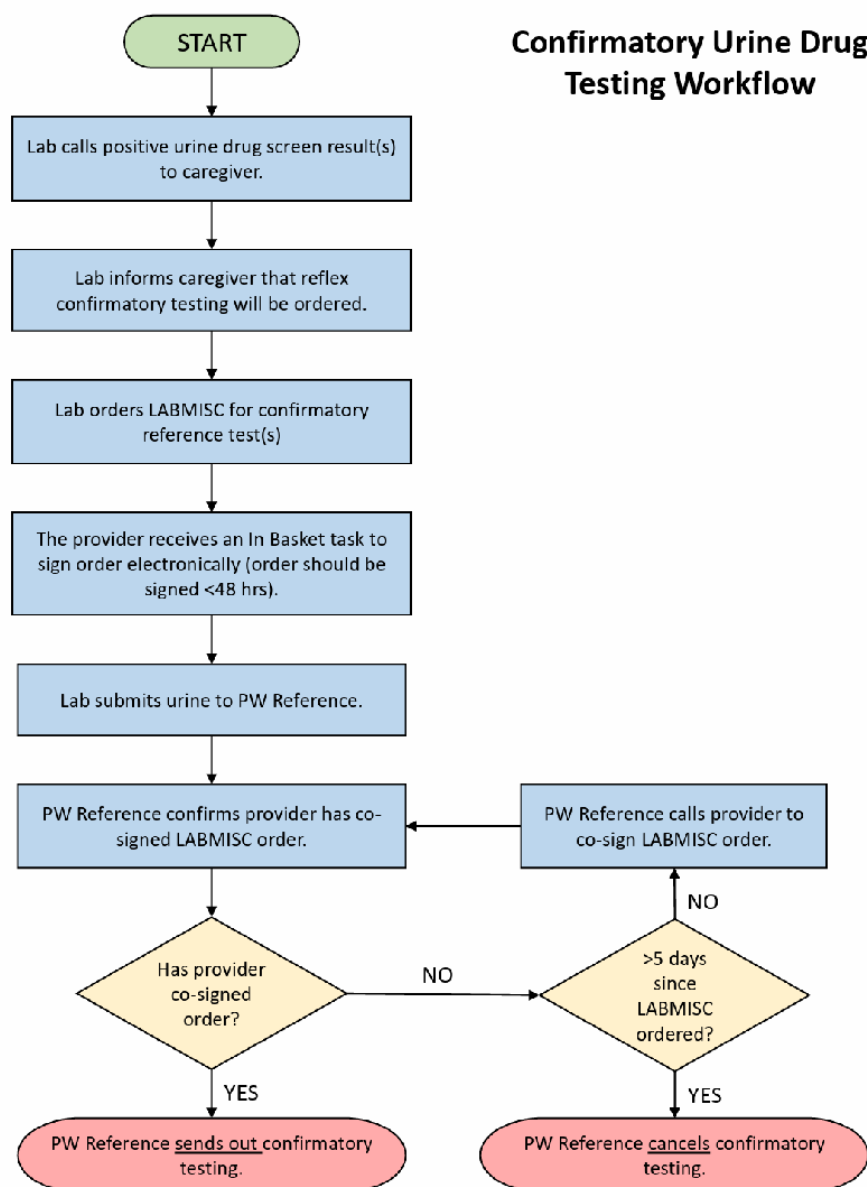 START
Confirmatory Urine Drug
Testing Workflow
Lab calls positive urine drug screen result(s)
to caregiver.
Lab informs caregiver that reflex
confirmatory testing will be ordered.
Lab orders LABMISC for confirmatory
reference test(s)
The provider receives an In Basket task to
sign order electronically (order should be
signed <48 hrs).
Lab submits urine to PW Reference.
PW Reference confirms provider has co-
signed LABMISC order.
PW Reference calls provider to
co-sign LABMISC order.
NO
Has provider
co-signed
order?
NO
>5 days
since
LABMISC
ordered?
YES
YES
PW Reference sends out confirmatory
testing.
PW Reference cancels confirmatory
testing.